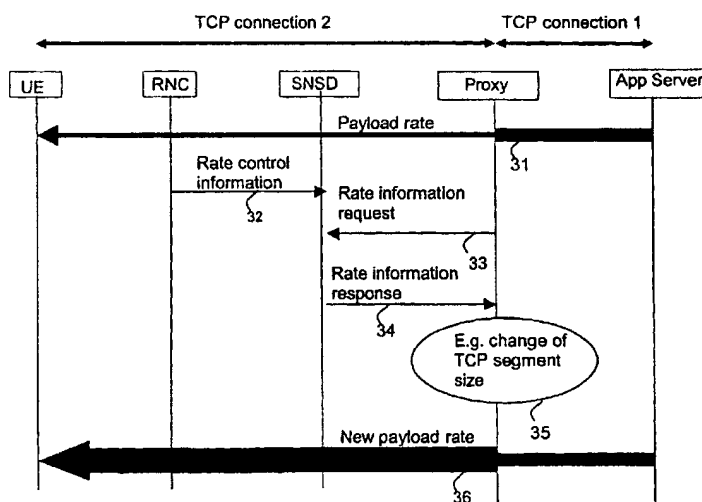 TCP connection 2
TCP connection 1
UE
RNC
SNSD
Proxy
App Server
Payload rate
31
Rate control
information
32
Rate information
request
33
Rate information
response
34
E.g. change of
TCP segment
size
35
New payload rate
36